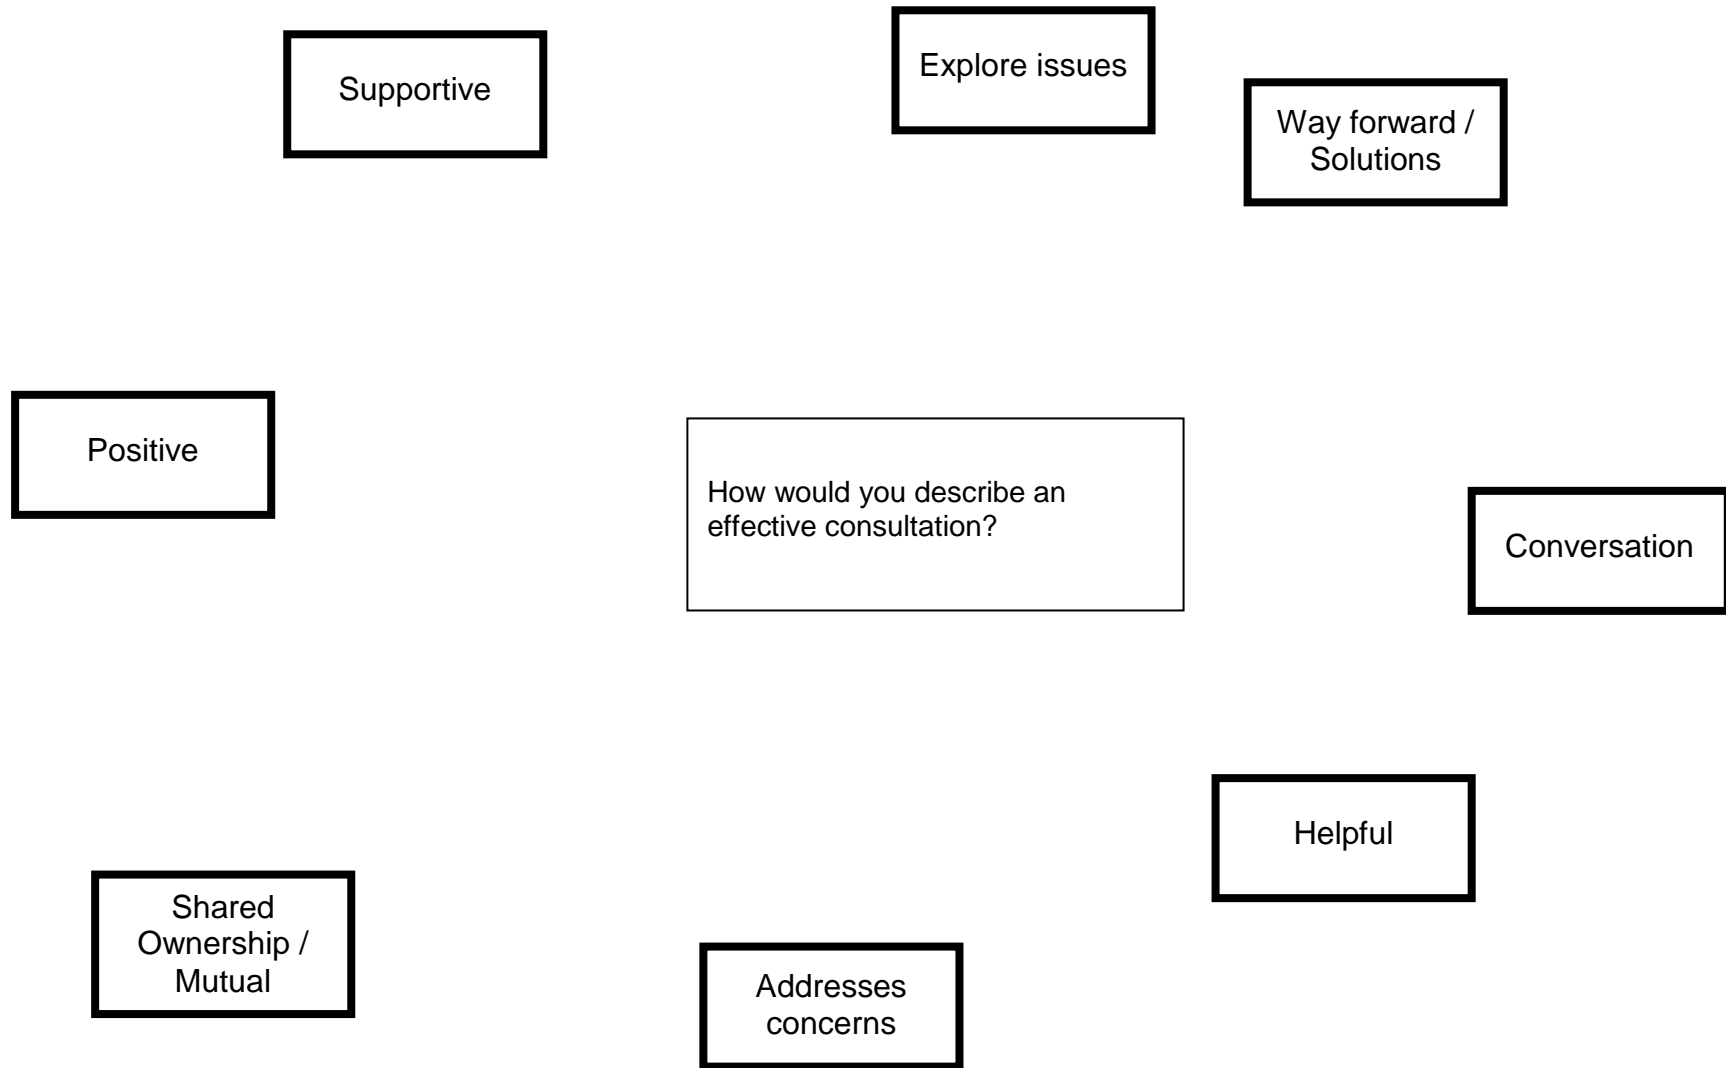 Supportive
Explore issues
Way forward /
Solutions
Positive
How would you describe an
effective consultation?
Conversation
Helpful
Shared
Ownership /
Mutual
Addresses
concerns